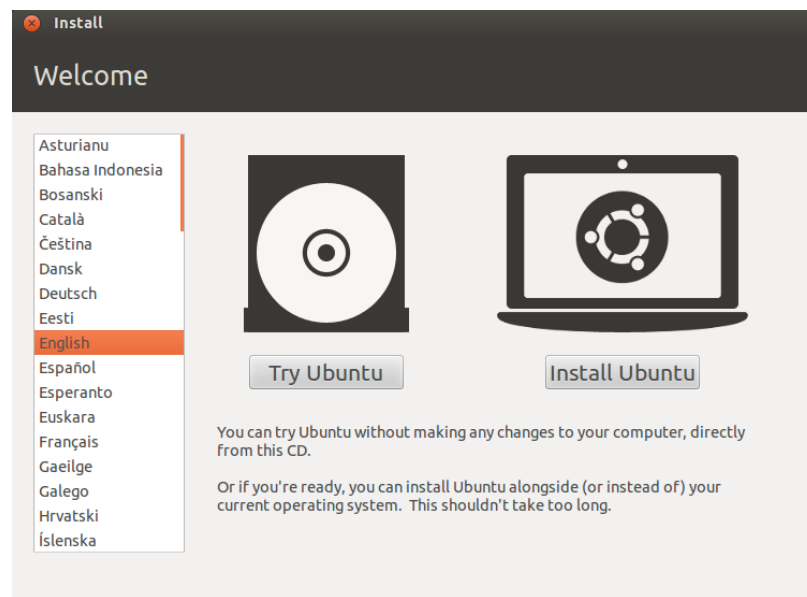 Install
Welcome
Asturianu
Bahasa Indonesia
Bosanski
Català
Čeština
Dansk
Deutsch
Eesti
English
Español
Esperanto
Euskara
Français
Gaeilge
Galego
Hrvatski
Íslenska
Try Ubuntu
Install Ubuntu
You can try Ubuntu without making any changes to your computer, directly
from this CD.
Or if you're ready, you can install Ubuntu alongside (or instead of) your
current operating system.  This shouldn't take too long.